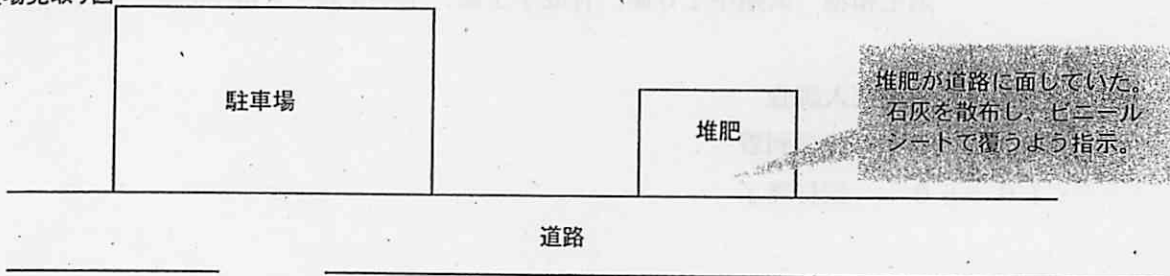 駐車場
堆肥
堆肥が道路に面していた。
石灰を散布し、ビニール
シートで覆うよう指示。
道路